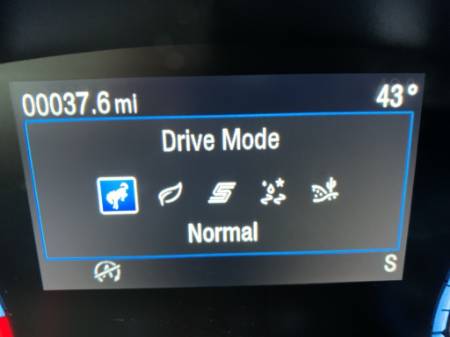 00037.6 mi 43°
Drive Mode
Normal
S